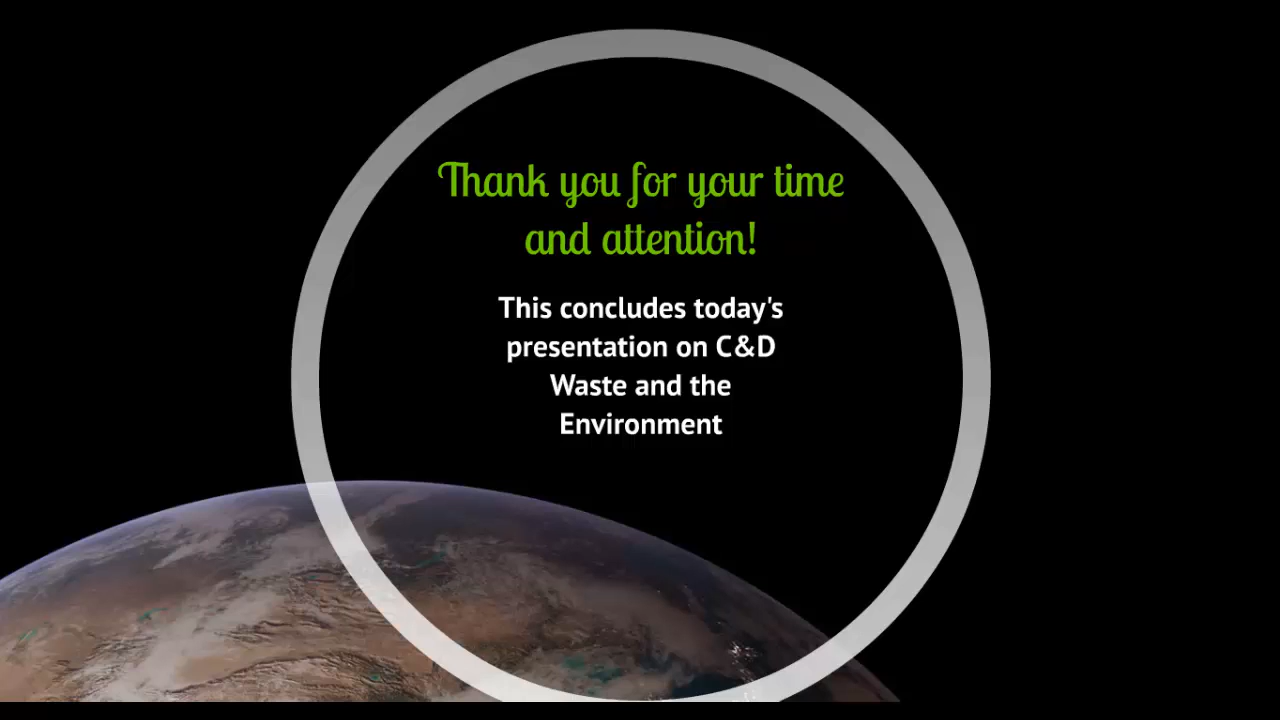 Thank you for your time
and attention!
This concludes today's
presentation on C&D
Waste and the
Environment